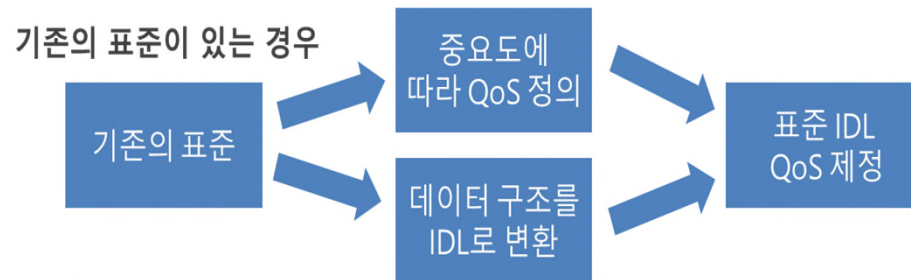 기존의 표준이 있는 경우
기존의 표준
중요도에
따라 QoS 정의
데이터 구조를
IDL로 변환
표준 IDL
QoS 제정